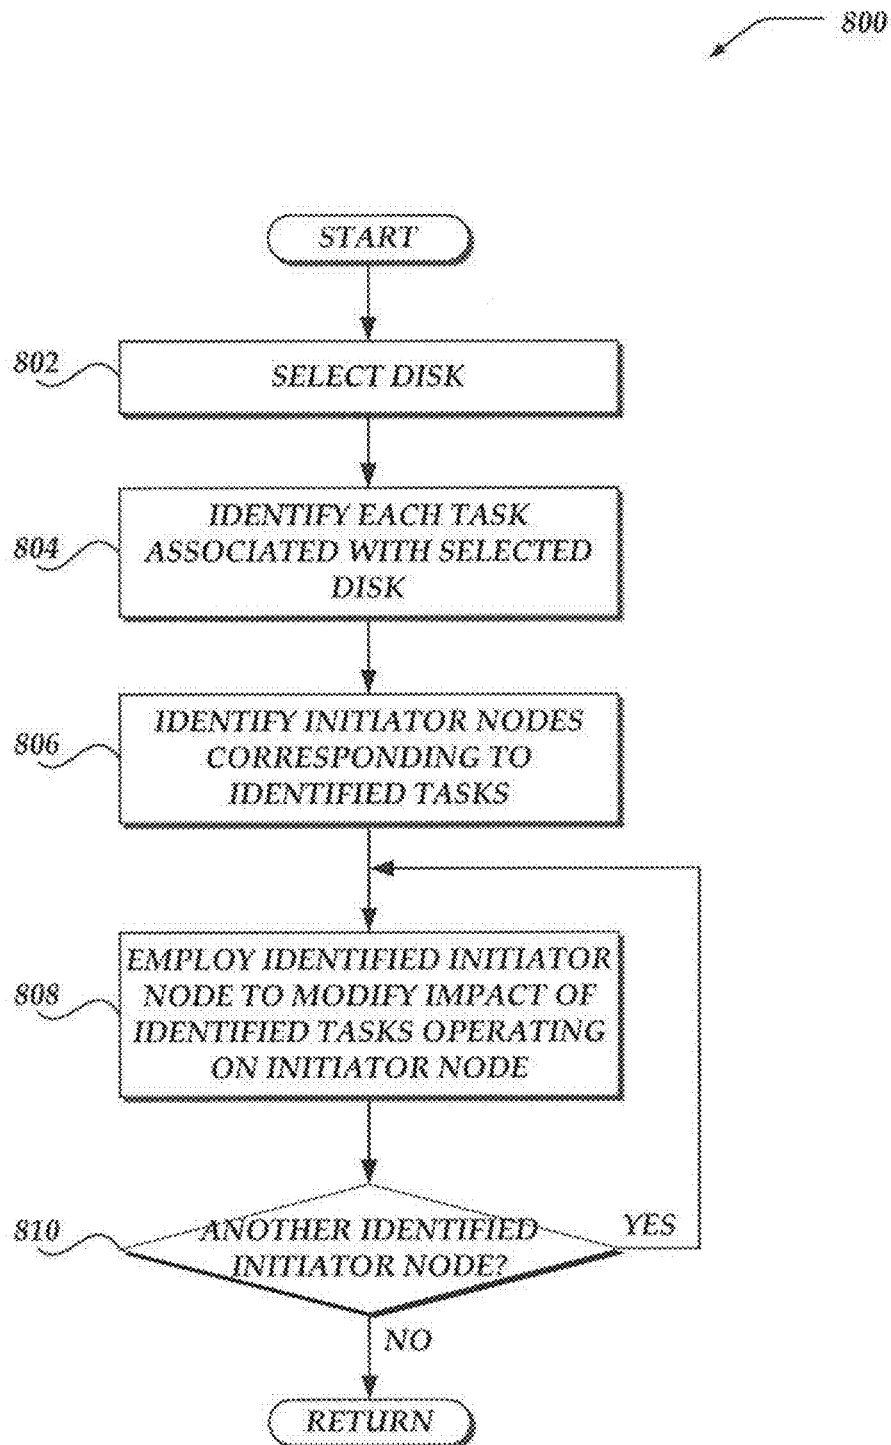 800
START
802
SELECT DISK
804
IDENTIFY EACH TASK
ASSOCIATED WITH SELECTED
DISK
806
IDENTIFY INITIATOR NODES
CORRESPONDING TO
IDENTIFIED TASKS
808
EMPLOY IDENTIFIED INITIATOR
NODE TO MODIFY IMPACT OF
IDENTIFIED TASKS OPERATING
ON INITIATOR NODE
810
ANOTHER IDENTIFIED
INITIATOR NODE?
YES
NO
RETURN